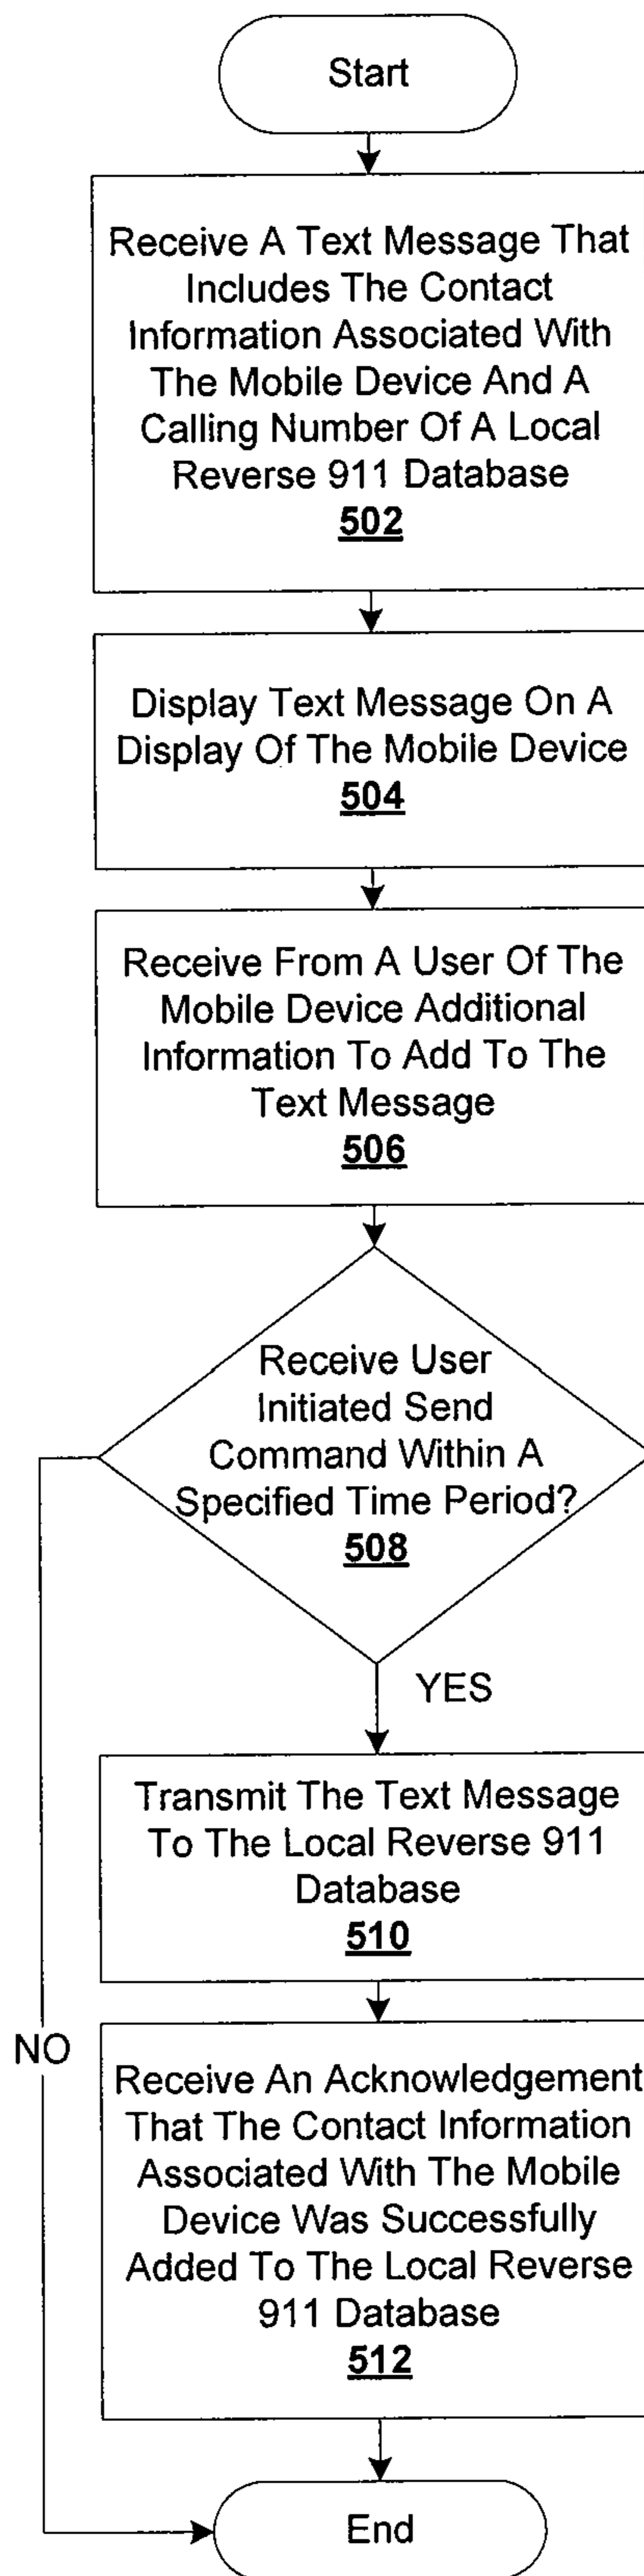 Start
Receive A Text Message That
Includes The Contact
Information Associated With
The Mobile Device And A
Calling Number Of A Local
Reverse 911 Database
502
Display Text Message On A
Display Of The Mobile Device
504
Receive From A User Of The
Mobile Device Additional
Information To Add To The
Text Message
506
Receive User
Initiated Send
Command Within A
Specified Time Period?
508
YES
Transmit The Text Message
To The Local Reverse 911
Database
510
NO
Receive An Acknowledgement
That The Contact Information
Associated With The Mobile
Device Was Successfully
Added To The Local Reverse
911 Database
512
End